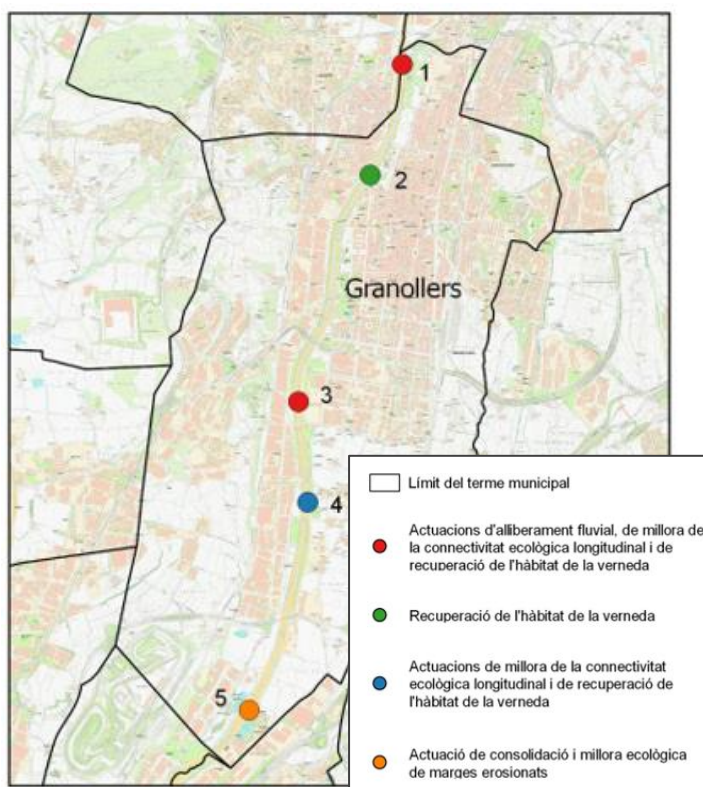 1
2
Granollers
3
4
5
Límit del terme municipal
Actuacions d'alliberament fluvial, de millora de
la connectivitat ecològica longitudinal i de
recuperació de l'hàbitat de la verneda
Recuperació de l'hàbitat de la verneda
Actuacions de millora de la connectivitat
ecològica longitudinal i de recuperació de
l'hàbitat de la verneda
Actuació de consolidació i millora ecològica
de marges erosionats